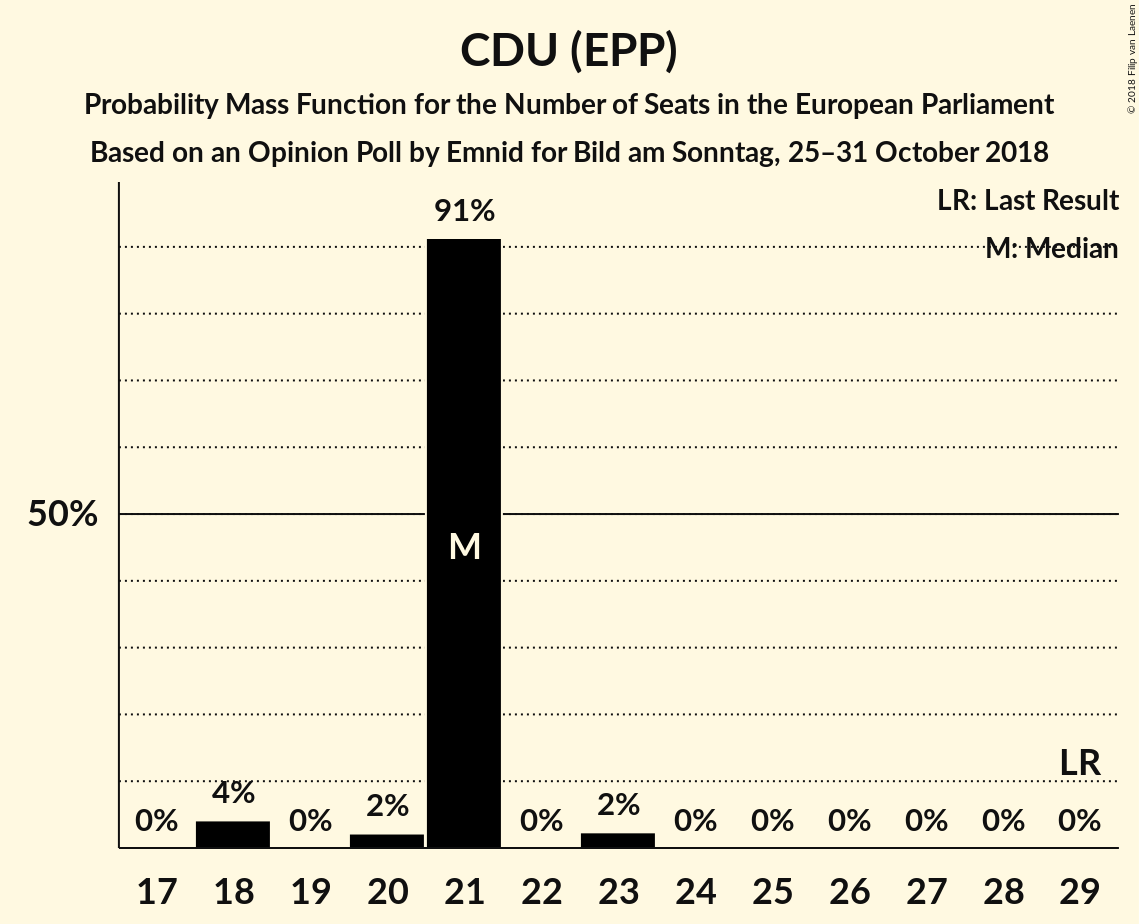 CDU (EPP)
Probability Mass Function for the Number of Seats in the European Parliament
Based on an Opinion Poll by Emnid for Bild am Sonntag, 25–31 October 2018
© 2018 Filip van Laenen
LR: Last Result
M: Median
91%
50%
M
LR
0% 4% 0% 2% 0% 2% 0% 0% 0% 0% 0% 0%
17 18 19 20 21 22 23 24 25 26 27 28 29